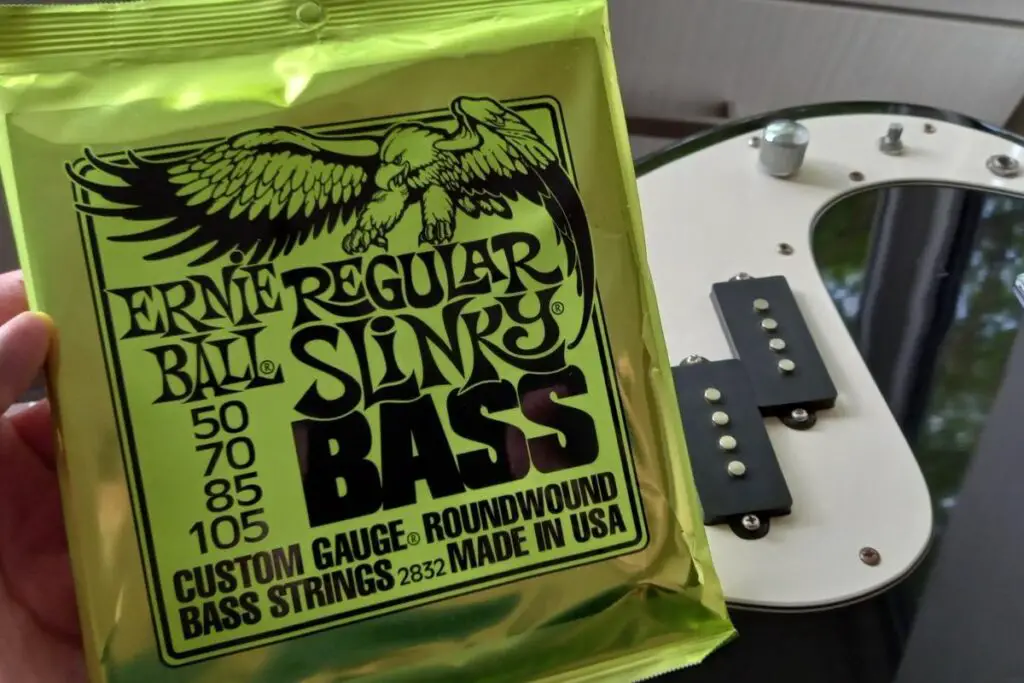 ERNIE BALL®
REGULAR SLINKY®
BASS
50
70
85
105
CUSTOM GAUGE® ROUNDWOUND
BASS STRINGS 2832 MADE IN USA